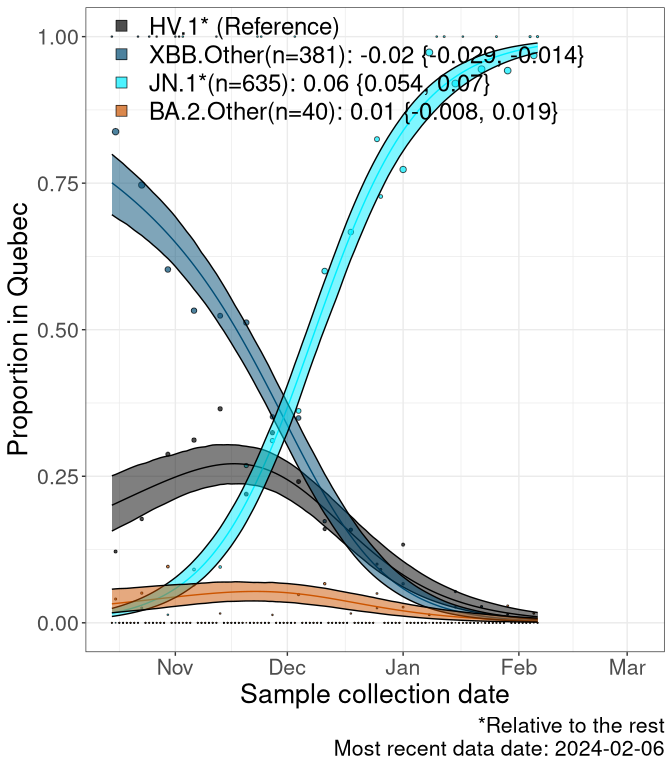 HV.1* (Reference)
XBB.Other(n=381): -0.02 {-0.029, -0.014}
JN.1*(n=635): 0.06 {0.054, 0.07}
BA.2.Other(n=40): 0.01 {-0.008, 0.019}
1.00
0.75
0.50
0.25
0.00
Proportion in Quebec
Nov Dec Jan Feb Mar
Sample collection date
*Relative to the rest
Most recent data date: 2024-02-06